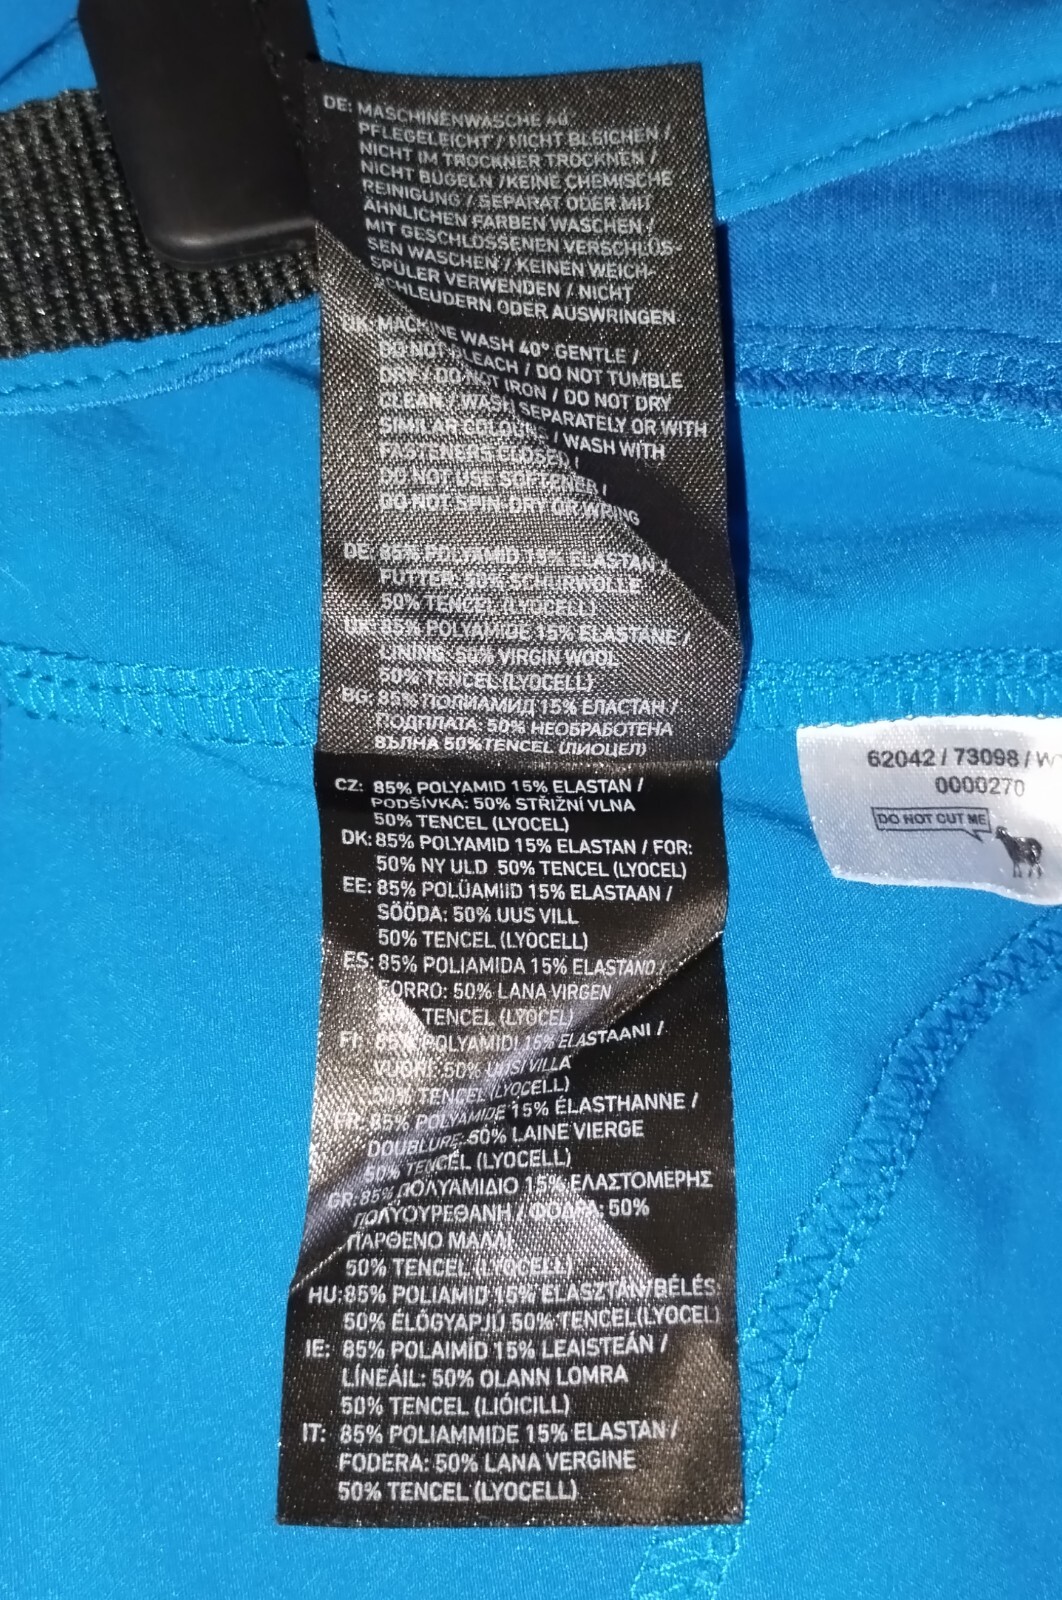 DE: MASCHINENWÄSCHE 40°
PFLEGELEICHT / NICHT BLEICHEN /
NICHT IM TROCKNER TROCKNEN /
NICHT BÜGELN /KEINE CHEMISCHE
REINIGUNG / SEPARAT ODER MIT
ÄHNLICHEN FARBEN WASCHEN /
MIT GESCHLOSSENEN VERSCHLÜS-
SEN WASCHEN / KEINEN WEICH-
SPÜLER VERWENDEN / NICHT
SCHLEUDERN ODER AUSWRINGEN
UK: MACHINE WASH 40° GENTLE /
DO NOT BLEACH / DO NOT TUMBLE
DRY / DO NOT IRON / DO NOT DRY
CLEAN / WASH SEPARATELY OR WITH
SIMILAR COLOURS / WASH WITH
FASTENERS CLOSED /
DO NOT USE SOFTENER /
DO NOT SPIN-DRY OR WRING
DE: 85% POLYAMID 15% ELASTAN /
FUTTER: 50% SCHURWOLLE
50% TENCEL (LYOCELL)
UK: 85% POLYAMIDE 15% ELASTANE /
LINING: 50% VIRGIN WOOL
50% TENCEL (LYOCELL)
BG: 85% ПОЛИАМИД 15% ЕЛАСТАН /
ПОДПЛАТА: 50% НЕОБРАБОТЕНА
ВЪЛНА 50% TENCEL (ЛИОЦЕЛ)
CZ: 85% POLYAMID 15% ELASTAN /
PODŠÍVKA: 50% STŘIŽNÍ VLNA
50% TENCEL (LYOCEL)
DK: 85% POLYAMID 15% ELASTAN / FOR:
50% NY ULD 50% TENCEL (LYOCEL)
EE: 85% POLÜAMIID 15% ELASTAAN /
SÖÖDA: 50% UUS VILL
50% TENCEL (LYOCELL)
ES: 85% POLIAMIDA 15% ELASTANO /
FORRO: 50% LANA VIRGEN
50% TENCEL (LYOCEL)
FI: 85% POLYAMIDI 15% ELASTAANI /
VUORI: 50% UUSI VILLA
50% TENCEL (LYOCELL)
FR: 85% POLYAMIDE 15% ÉLASTHANNE /
DOUBLURE: 50% LAINE VIERGE
50% TENCEL (LYOCELL)
GR: 85% ΠΟΛΥΑΜΙΔΙΟ 15% ΕΛΑΣΤΟΜΕΡΗΣ
ΠΟΛΥΟΥΡΕΘΑΝΗ / ΦΟΔΡΑ: 50%
ΠΑΡΘΕΝΟ ΜΑΛΛΙ
50% TENCEL (LYOCELL)
HU: 85% POLIAMID 15% ELASZTÁN/BÉLÉS:
50% ÉLŐGYAPJÚ 50% TENCEL(LYOCEL)
IE: 85% POLAIMÍD 15% LEAISTEÁN /
LÍNEÁIL: 50% OLANN LOMRA
50% TENCEL (LIÓICILL)
IT: 85% POLIAMMIDE 15% ELASTAN /
FODERA: 50% LANA VERGINE
50% TENCEL (LYOCELL)
62042 / 73098 /
0000270
DO NOT CUT ME